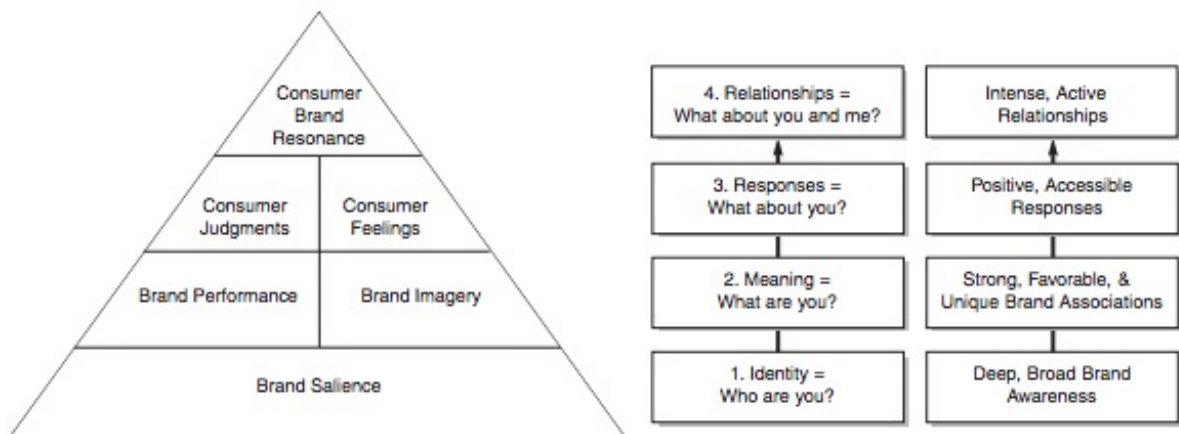 Consumer
Brand
Resonance
Consumer
Judgments
Consumer
Feelings
Brand Performance
Brand Imagery
Brand Salience
4. Relationships =
What about you and me?
Intense, Active
Relationships
3. Responses =
What about you?
Positive, Accessible
Responses
2. Meaning =
What are you?
Strong, Favorable, &
Unique Brand Associations
1. Identity =
Who are you?
Deep, Broad Brand
Awareness